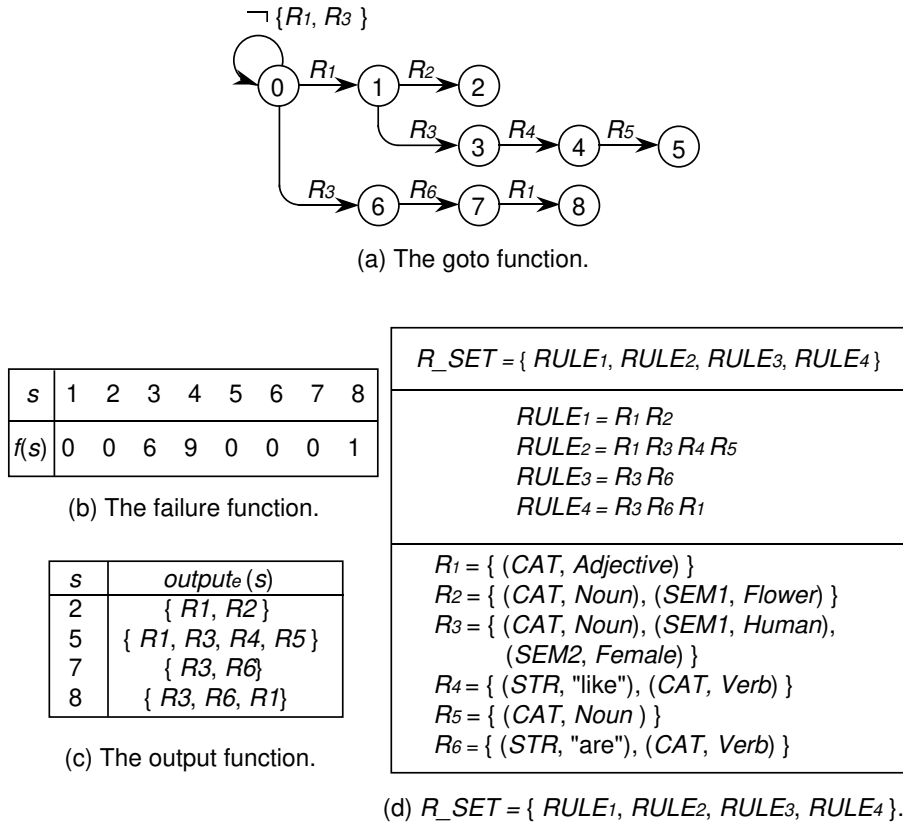 ¬ {R1, R3 }
0 R1 1 R2 2
R3 3 R4 4 R5 5
R3 6 R6 7 R1 8
(a) The goto function.
s 1 2 3 4 5 6 7 8
f(s) 0 0 6 9 0 0 0 1
(b) The failure function.
s outpute (s)
2 { R1, R2 }
5 { R1, R3, R4, R5 }
7 { R3, R6}
8 { R3, R6, R1}
(c) The output function.
R_SET = { RULE1, RULE2, RULE3, RULE4 }
RULE1 = R1 R2
RULE2 = R1 R3 R4 R5
RULE3 = R3 R6
RULE4 = R3 R6 R1
R1 = { (CAT, Adjective) }
R2 = { (CAT, Noun), (SEM1, Flower) }
R3 = { (CAT, Noun), (SEM1, Human),
(SEM2, Female) }
R4 = { (STR, "like"), (CAT, Verb) }
R5 = { (CAT, Noun ) }
R6 = { (STR, "are"), (CAT, Verb) }
(d) R_SET = { RULE1, RULE2, RULE3, RULE4 }.